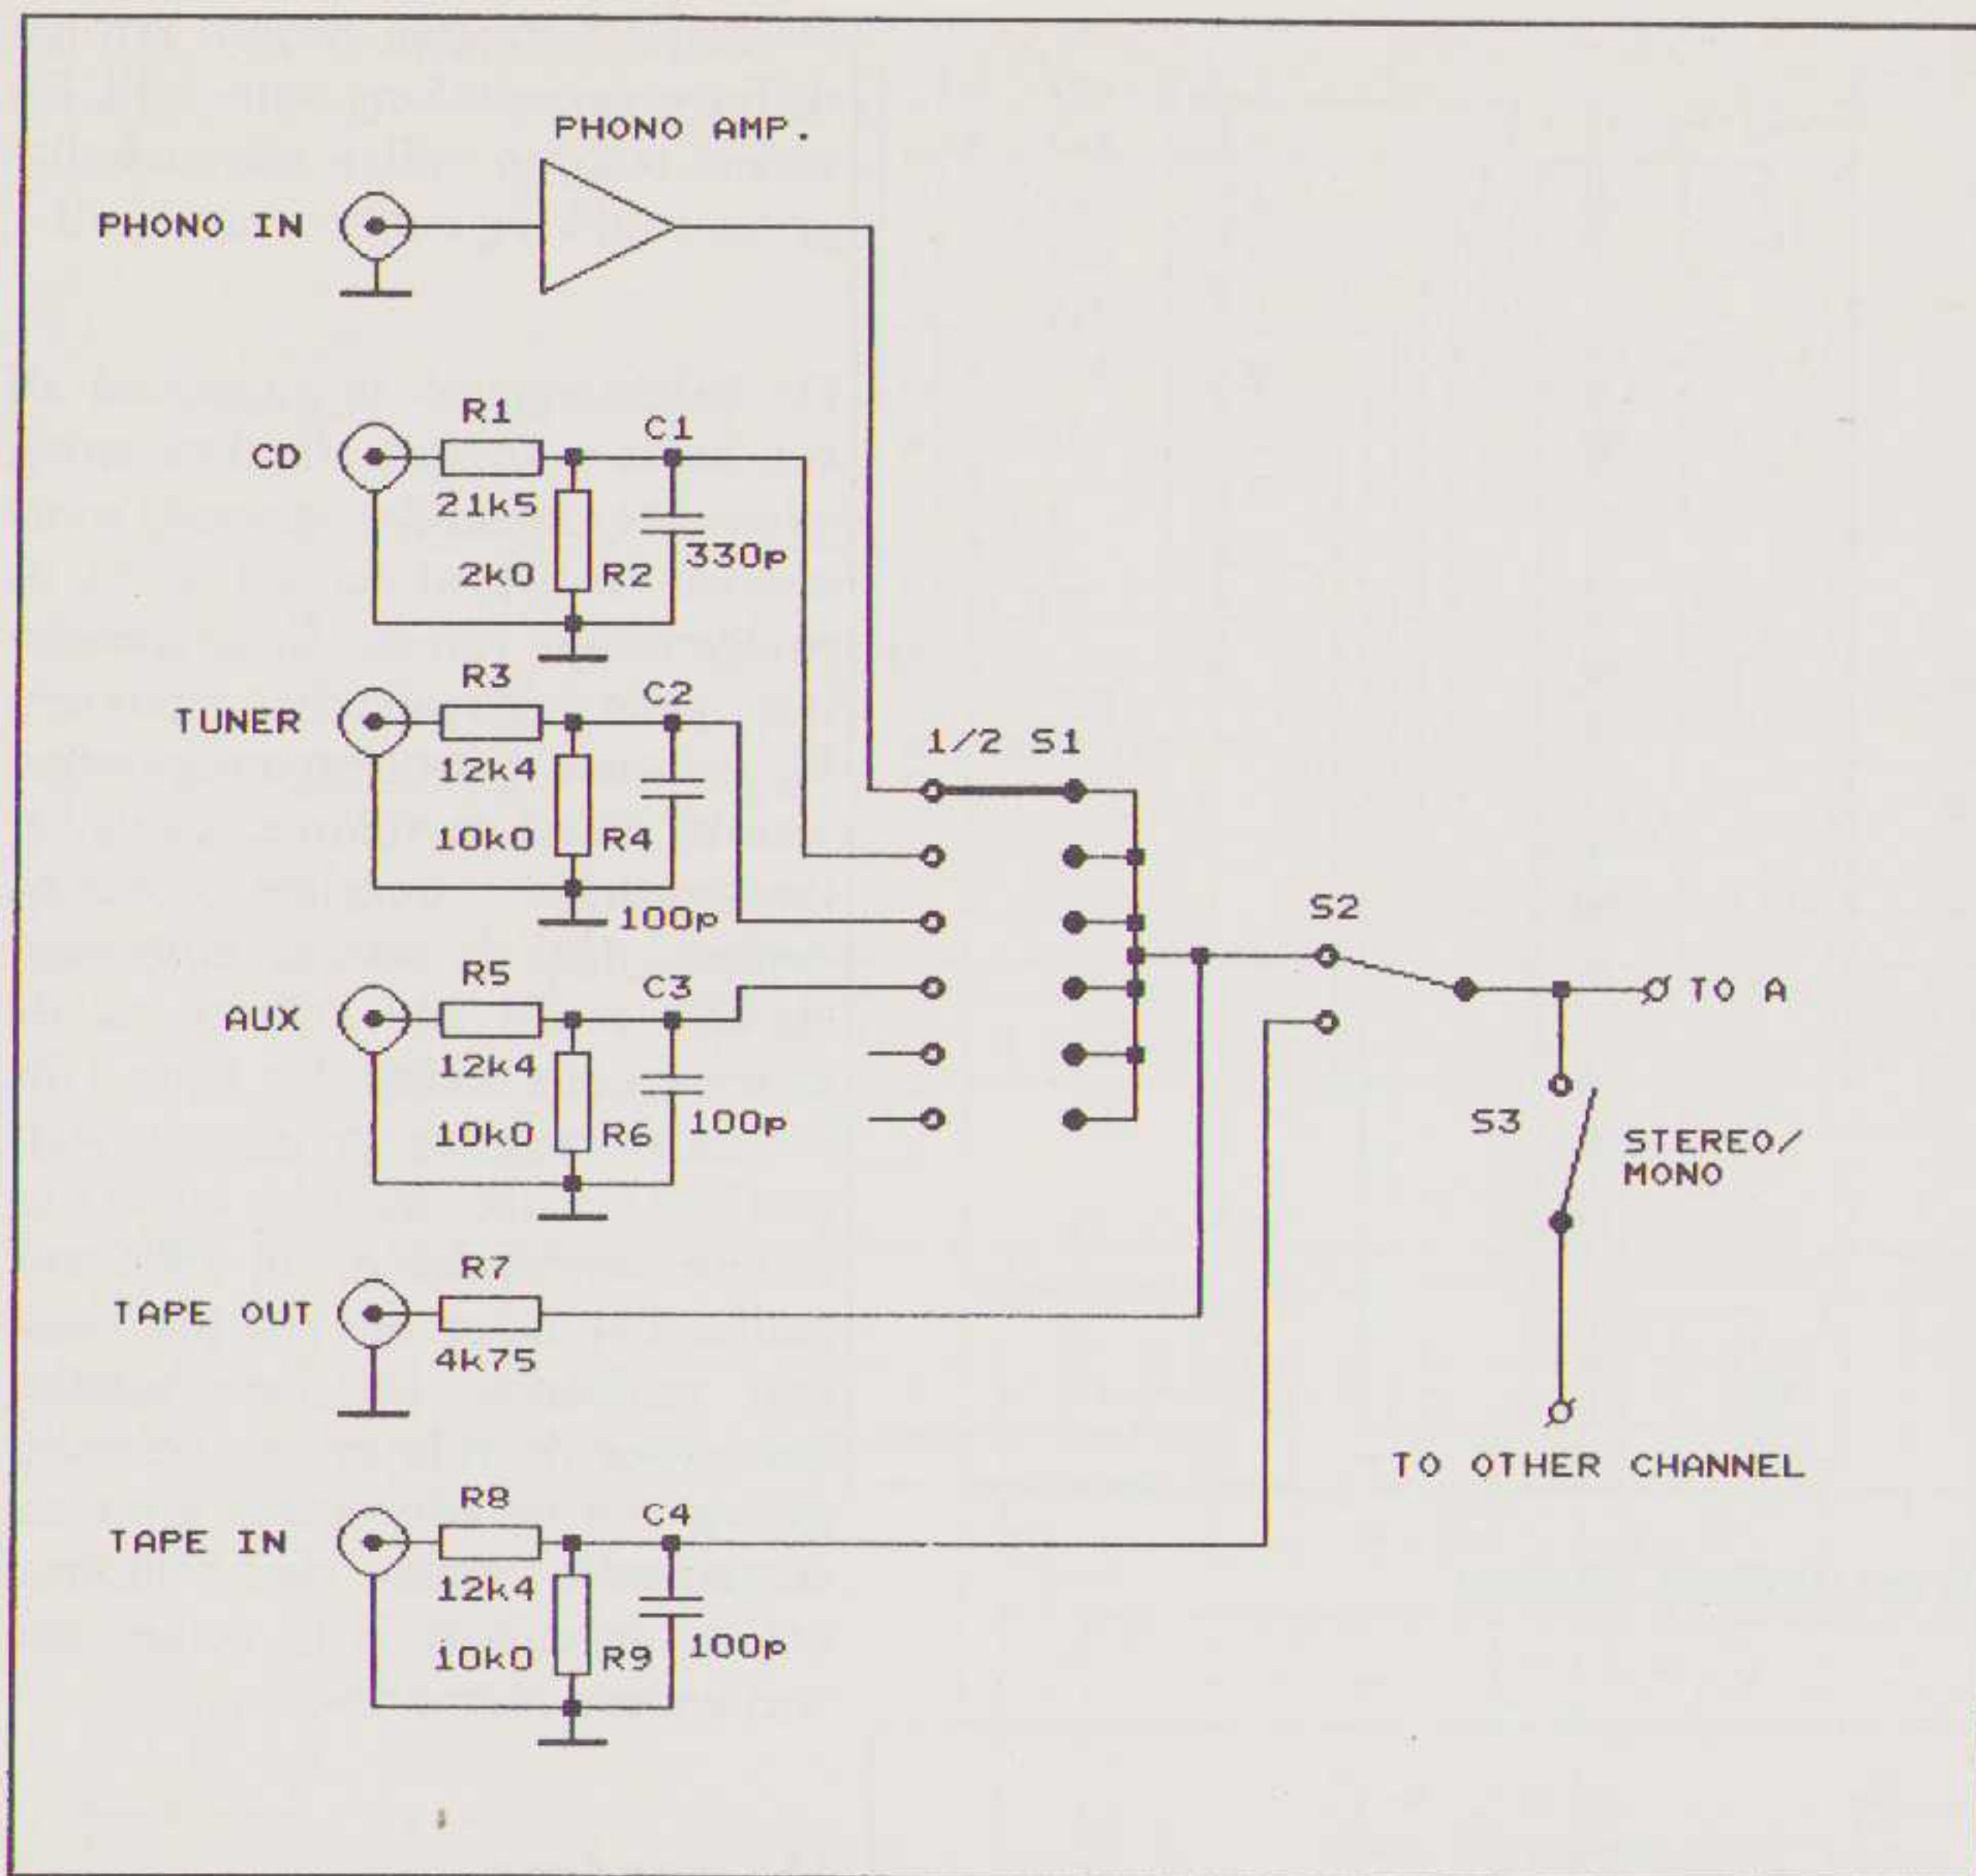 PHONO AMP.
PHONO IN
R1
C1
CD
21k5
330p
2k0
R2
R3
C2
TUNER
12k4
1/2 S1
10k0
R4
100p
S2
R5
C3
TO A
AUX
12k4
100p
S3
10k0
R6
STEREO/
MONO
R7
TAPE OUT
4k75
TO OTHER CHANNEL
R8
C4
TAPE IN
12k4
100p
10k0
R9